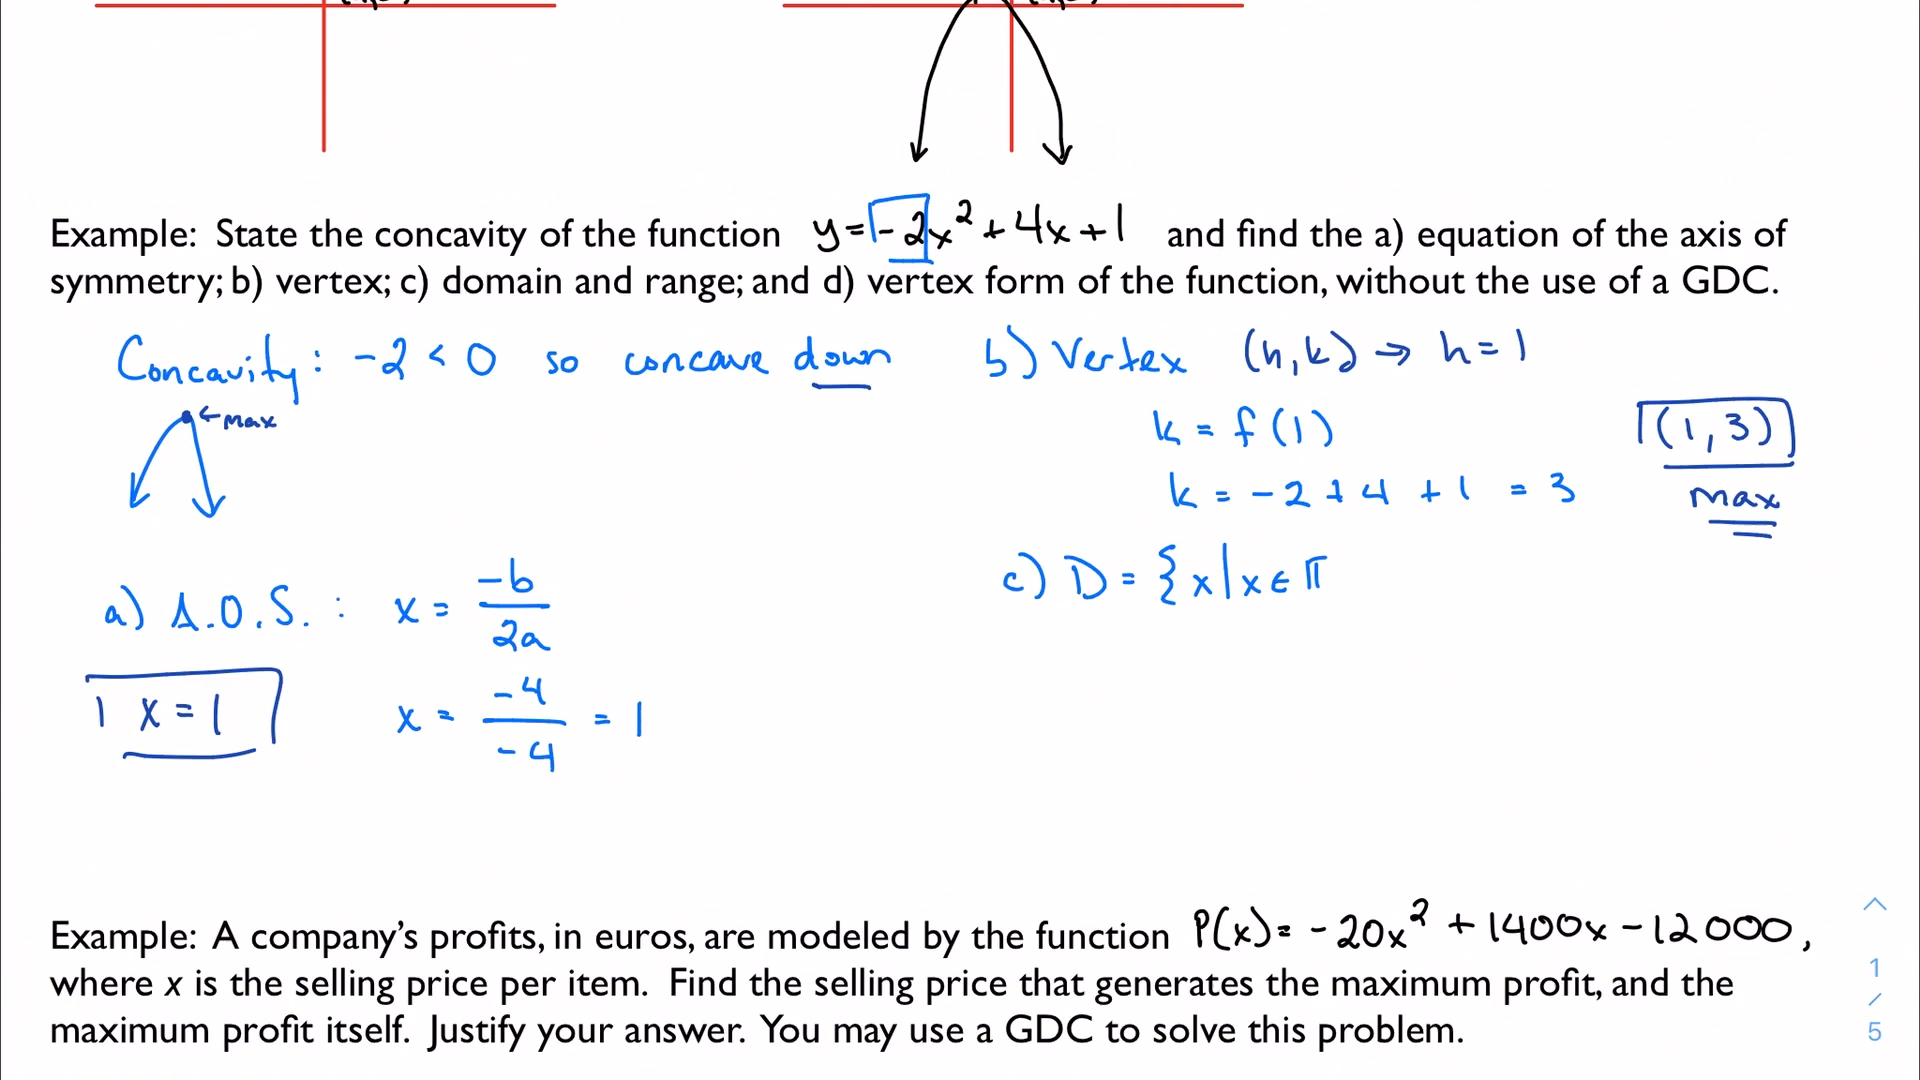 Example: State the concavity of the function y = -2x² + 4x + 1 and find the a) equation of the axis of
symmetry; b) vertex; c) domain and range; and d) vertex form of the function, without the use of a GDC.
Concavity: -2 < 0 so concave down
←max
a) A.O.S. : x = -b/2a
x = -4/-4 = 1
x = 1
b) Vertex (h, k) → h = 1
k = f(1)
k = -2 + 4 + 1 = 3
(1, 3)
max
c) D = {x | x ∈
Example: A company's profits, in euros, are modeled by the function P(x) = -20x² + 1400x - 12000,
where x is the selling price per item. Find the selling price that generates the maximum profit, and the
maximum profit itself. Justify your answer. You may use a GDC to solve this problem.
1
/
5